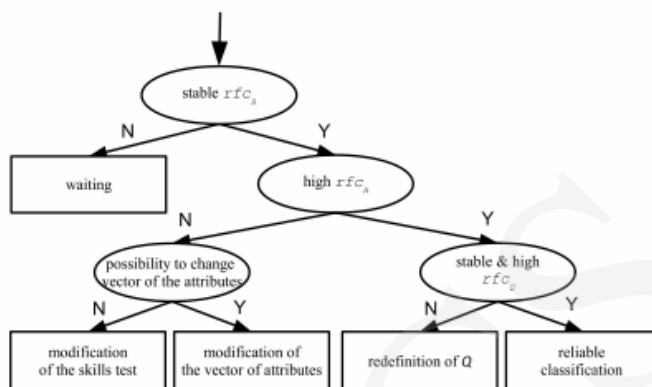 stable rfc_A
N
Y
waiting
high rfc_A
N
Y
possibility to change
vector of the attributes
stable & high
rfc_Q
N
Y
N
Y
modification
of the skills test
modification of
the vector of attributes
redefinition of Q
reliable
classification